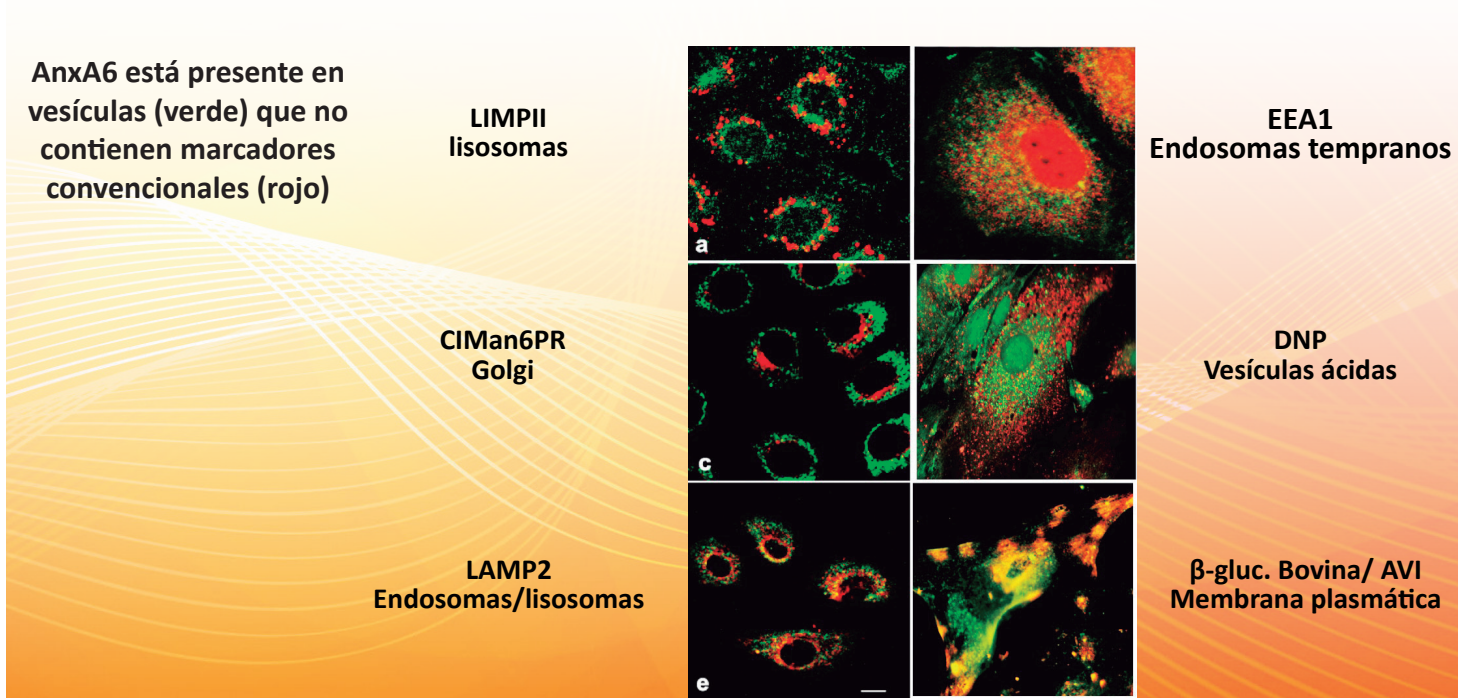 AnxA6 está presente en
vesículas (verde) que no
contienen marcadores
convencionales (rojo)
LIMPII
lisosomas
a
EEA1
Endosomas tempranos
CIMan6PR
Golgi
c
DNP
Vesículas ácidas
LAMP2
Endosomas/lisosomas
e
β-gluc. Bovina/ AVI
Membrana plasmática